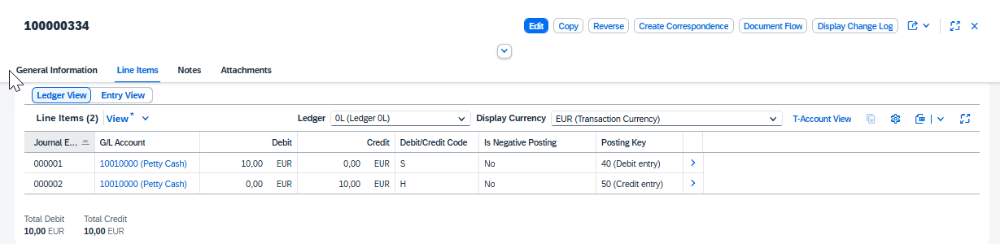 100000334 Edit Copy Reverse Create Correspondence Document Flow Display Change Log
General Information Line Items Notes Attachments
Ledger View Entry View
Line Items (2) View * Ledger 0L (Ledger 0L) Display Currency EUR (Transaction Currency) T-Account View
Journal E... G/L Account Debit Credit Debit/Credit Code Is Negative Posting Posting Key
000001 10010000 (Petty Cash) 10,00 EUR 0,00 EUR S No 40 (Debit entry)
000002 10010000 (Petty Cash) 0,00 EUR 10,00 EUR H No 50 (Credit entry)
Total Debit Total Credit
10,00 EUR 10,00 EUR